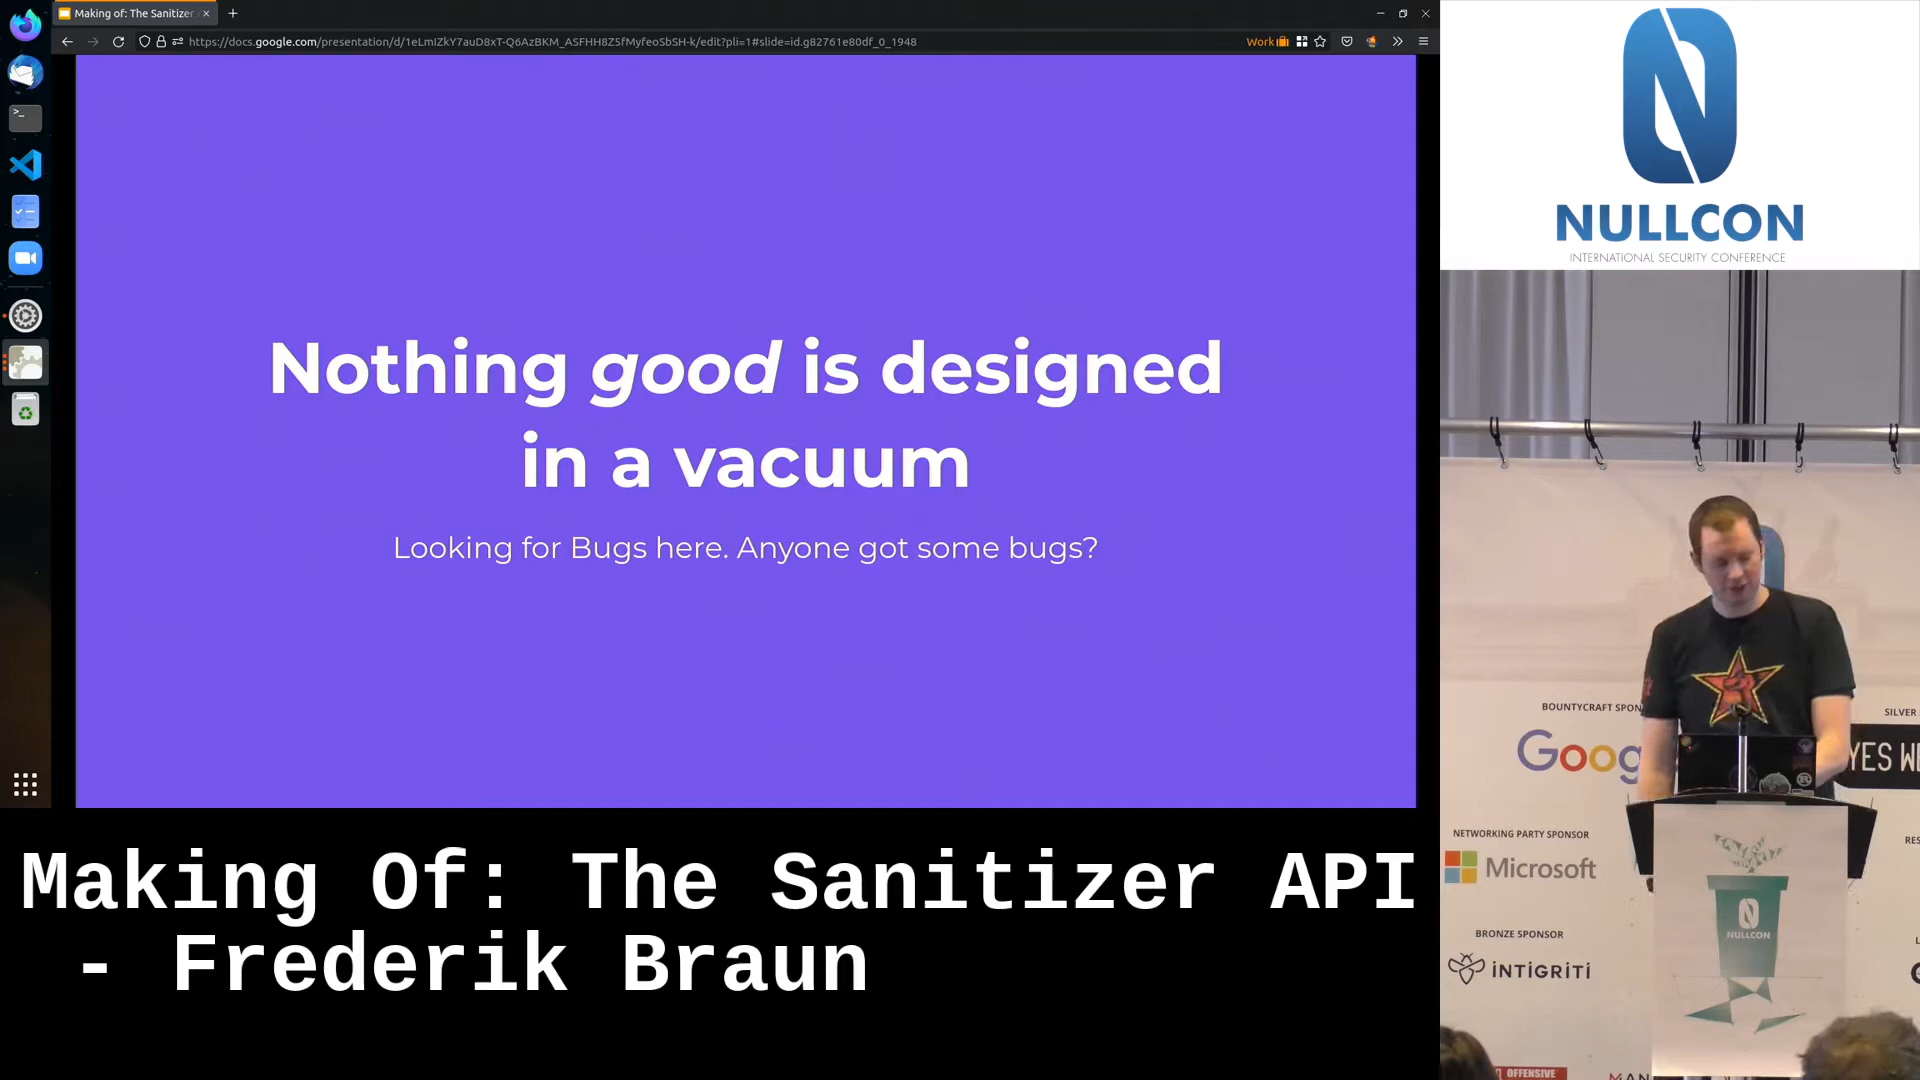 Making of: The Sanitizer
https://docs.google.com/presentation/d/1eLmIZkY7auD8xT-Q6AzBKM_ASFHH8Z5fMyfeoSbSH-k/edit?pli=1#slide=id.g82761e80df_0_1948
Work
Nothing good is designed
in a vacuum
Looking for Bugs here. Anyone got some bugs?
Making Of: The Sanitizer API
- Frederik Braun
NULLCON
INTERNATIONAL SECURITY CONFERENCE
BOUNTYCRAFT SPON
Goog
SILVER
YES WE
NETWORKING PARTY SPONSOR
Microsoft
BRONZE SPONSOR
INTIGRITI
NULLCON
OFFENSIVE